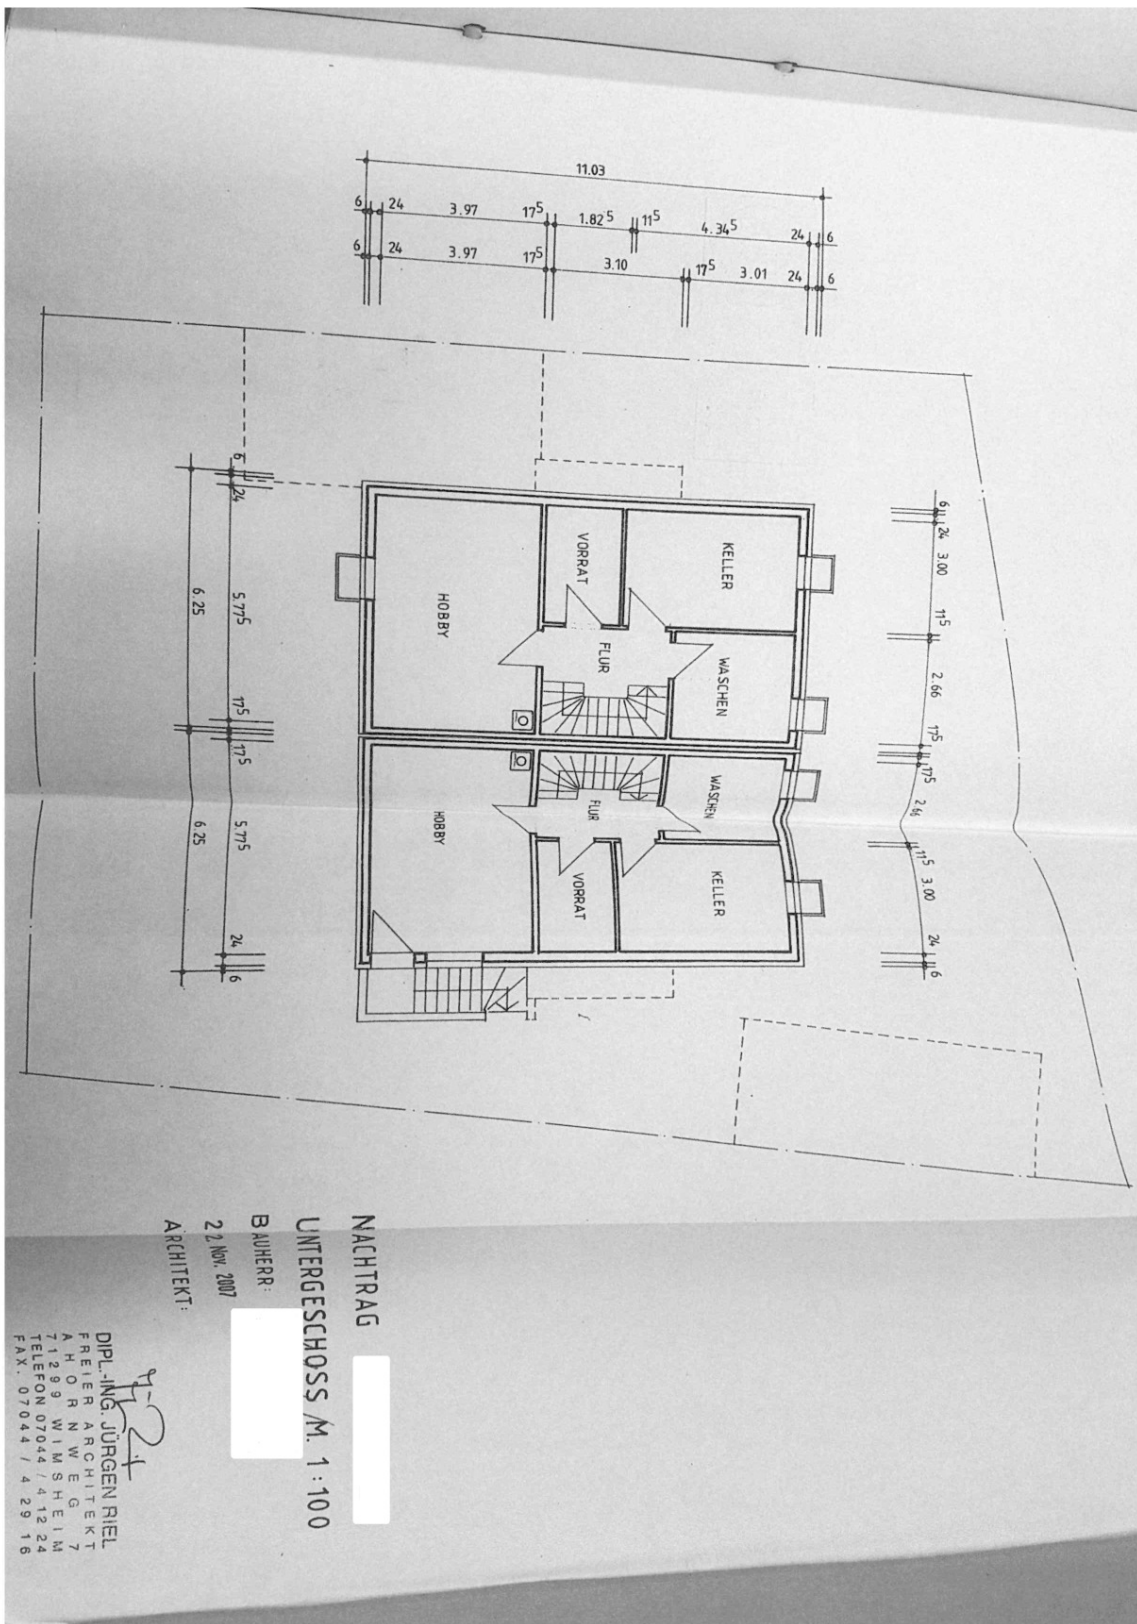 11.03
6 24 3.97 17⁵ 1.82⁵ 11⁵ 4.34⁵ 24 6
6 24 3.97 17⁵ 3.10 17⁵ 3.01 24 6
6 24 3.00 11⁵ 2.66 17⁵ 17⁵ 2.66 11⁵ 3.00 24 6
KELLER
WASCHEN
WASCHEN
KELLER
VORRAT
FLUR
FLUR
VORRAT
HOBBY
HOBBY
6 24 5.77⁵ 17⁵ 17⁵ 5.77⁵ 24 6
6.25 6.25
NACHTRAG
UNTERGESCHOSS /M. 1:100
BAUHERR:
22. Nov. 2007
ARCHITEKT:
DIPL.-ING. JÜRGEN RIEL
FREIER ARCHITEKT
AHORNWEG 7
71299 WIMSHEIM
TELEFON 07044 / 4 12 24
FAX. 07044 / 4 29 16